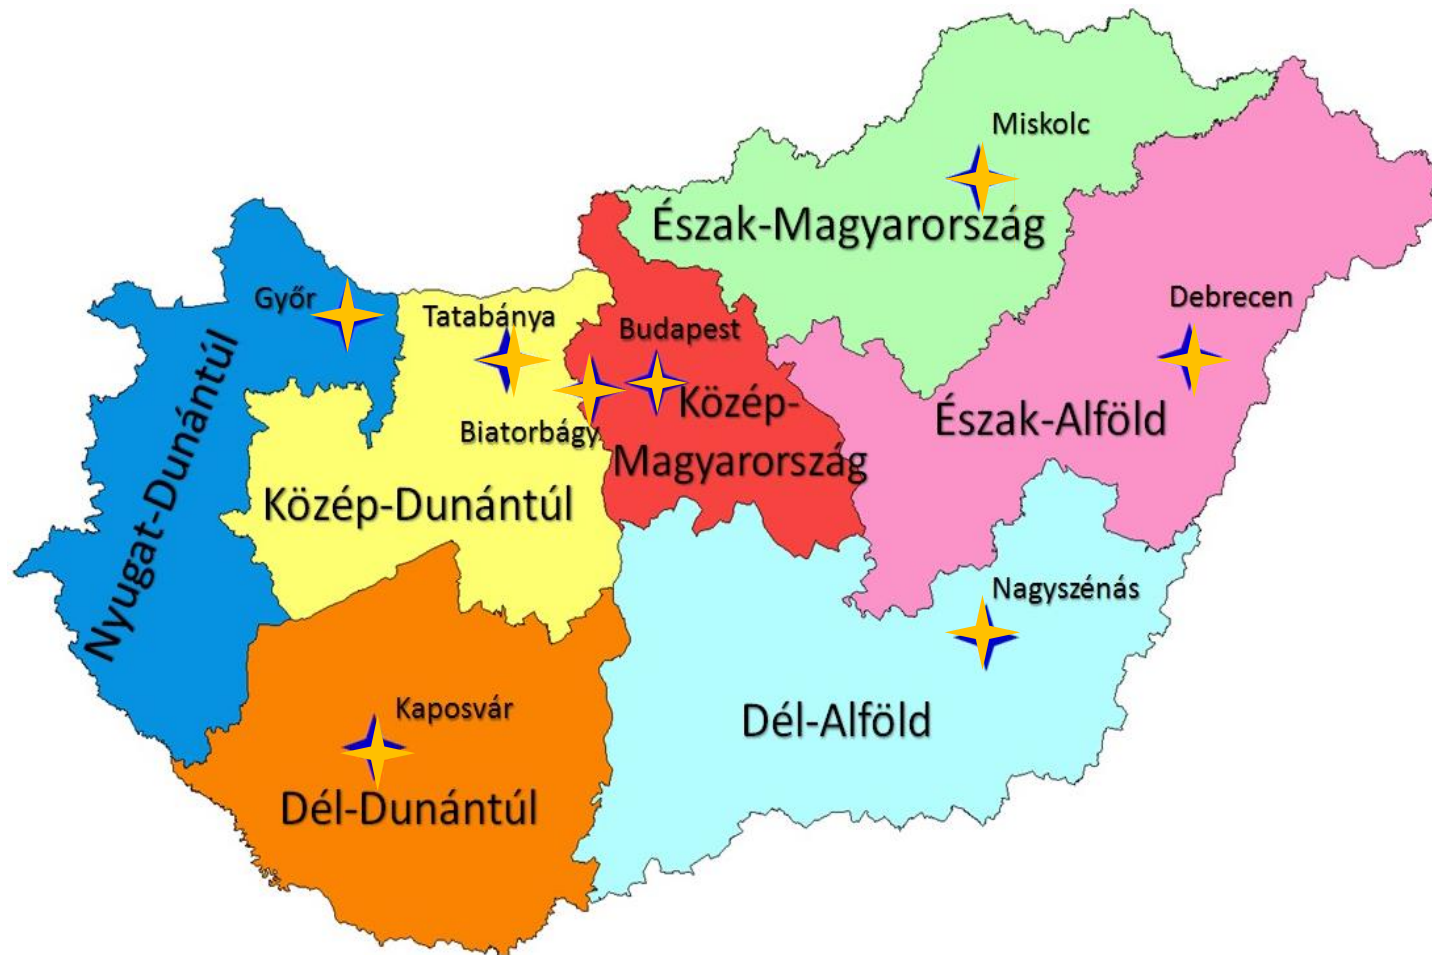 Miskolc
Észak-Magyarország
Győr
Tatabánya
Budapest
Debrecen
Biatorbágy
Közép-
Magyarország
Észak-Alföld
Nyugat-Dunántúl
Közép-Dunántúl
Nagyszénás
Kaposvár
Dél-Alföld
Dél-Dunántúl